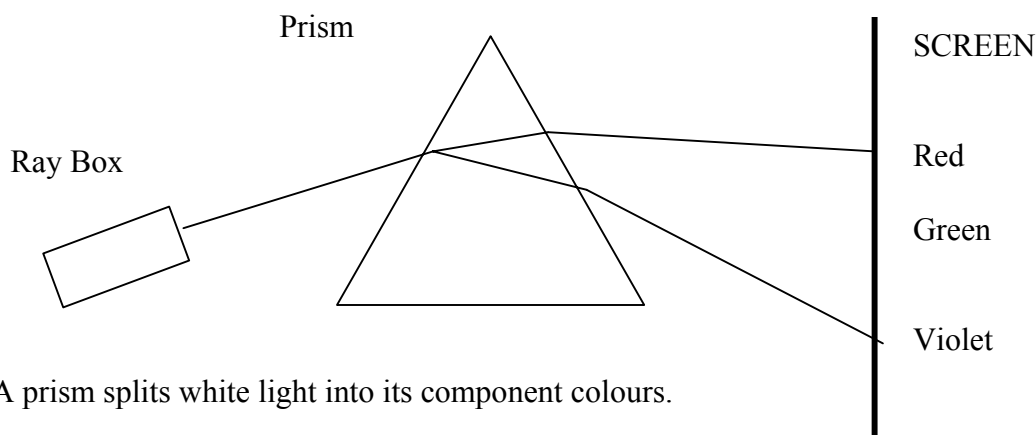 Prism
SCREEN
Ray Box
Red
Green
Violet
A prism splits white light into its component colours.